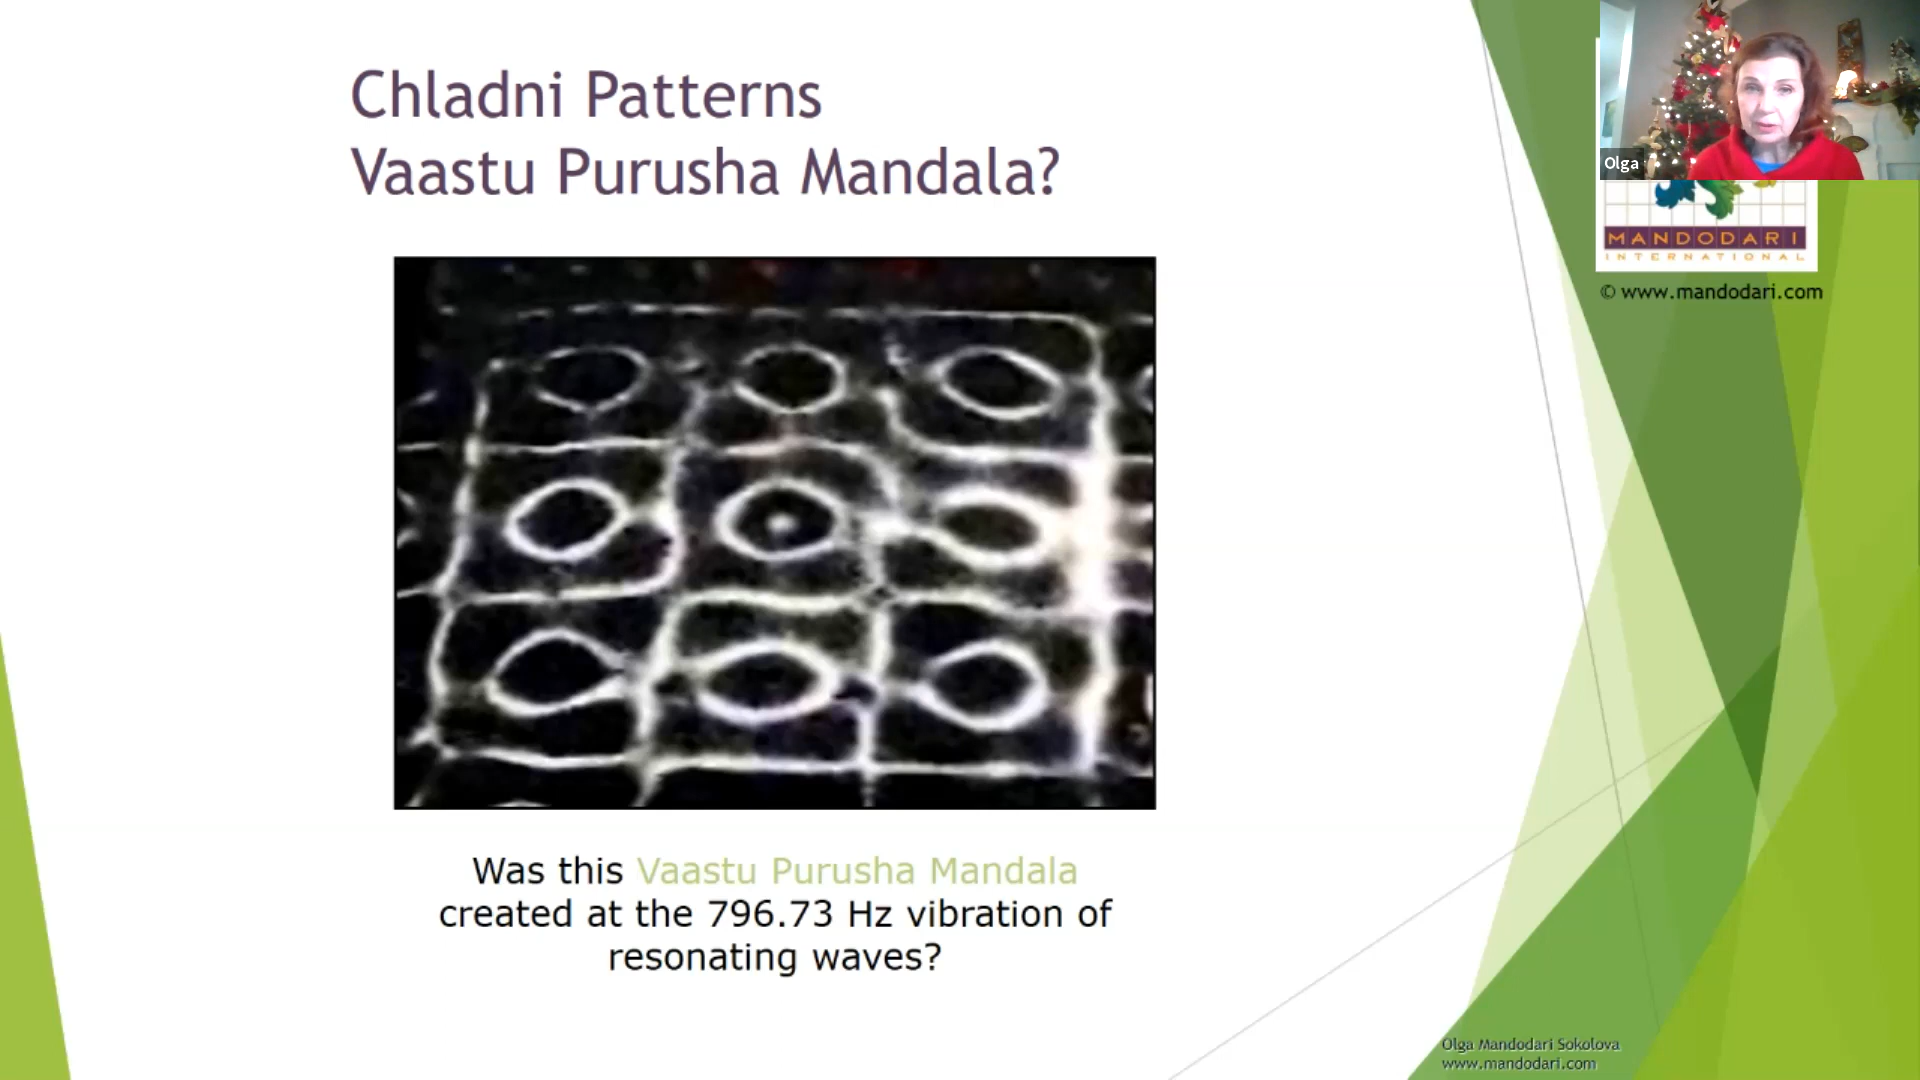 Chladni Patterns
Vaastu Purusha Mandala?
Olga
MANDODARI
INTERNATIONAL
© www.mandodari.com
Was this Vaastu Purusha Mandala
created at the 796.73 Hz vibration of
resonating waves?
Olga Mandodari Sokolova
www.mandodari.com